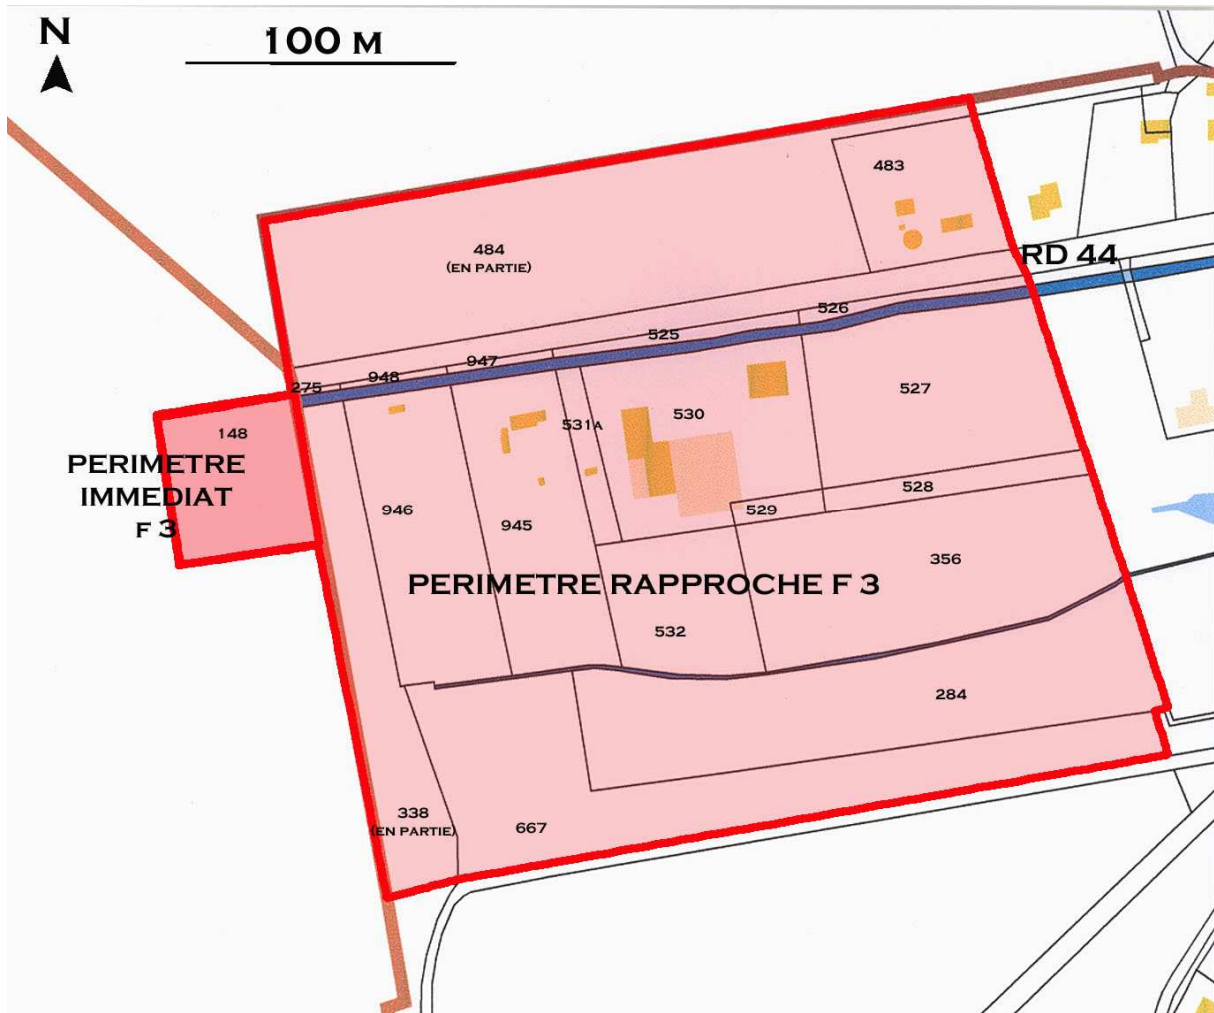 N
100 M
483
484
(EN PARTIE)
RD 44
526
525
947
948
275
527
530
531A
148
PERIMETRE
IMMEDIAT
F 3
528
529
946
945
356
PERIMETRE RAPPROCHE F 3
532
284
338
(EN PARTIE)
667